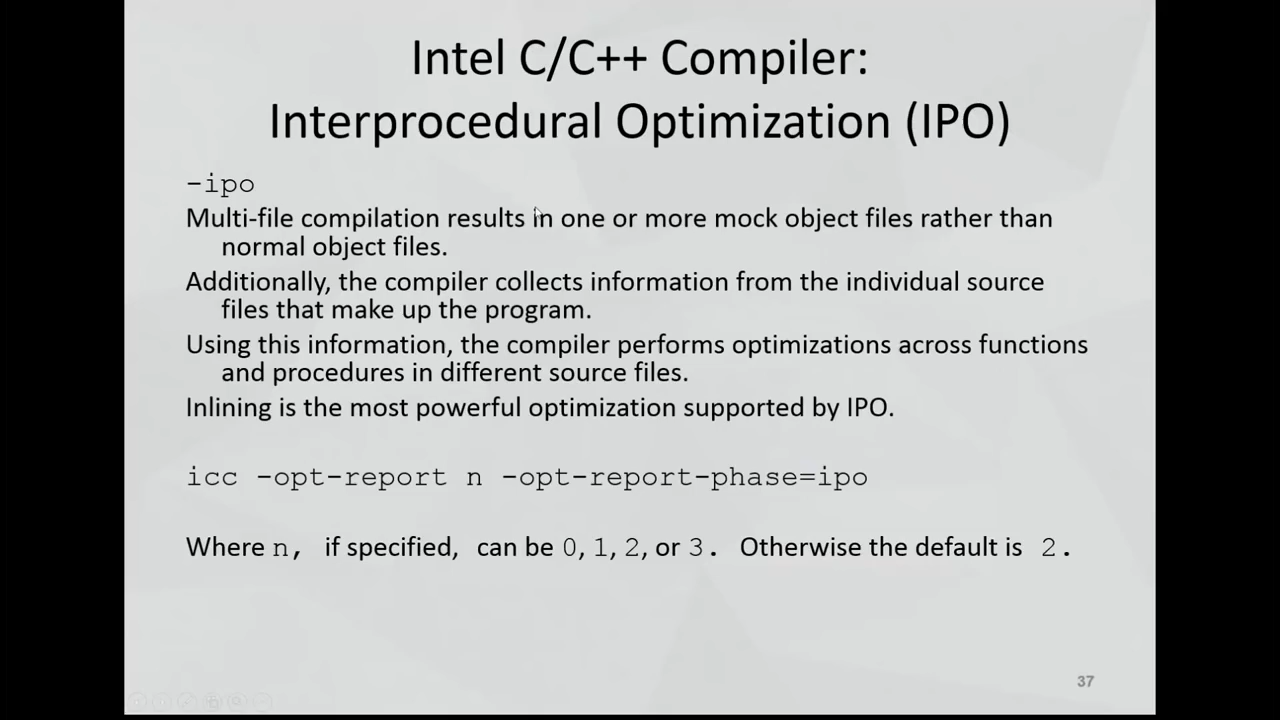 Intel C/C++ Compiler:
Interprocedural Optimization (IPO)
-ipo
Multi-file compilation results in one or more mock object files rather than
normal object files.
Additionally, the compiler collects information from the individual source
files that make up the program.
Using this information, the compiler performs optimizations across functions
and procedures in different source files.
Inlining is the most powerful optimization supported by IPO.
icc -opt-report n -opt-report-phase=ipo
Where n, if specified, can be 0, 1, 2, or 3. Otherwise the default is 2.
37